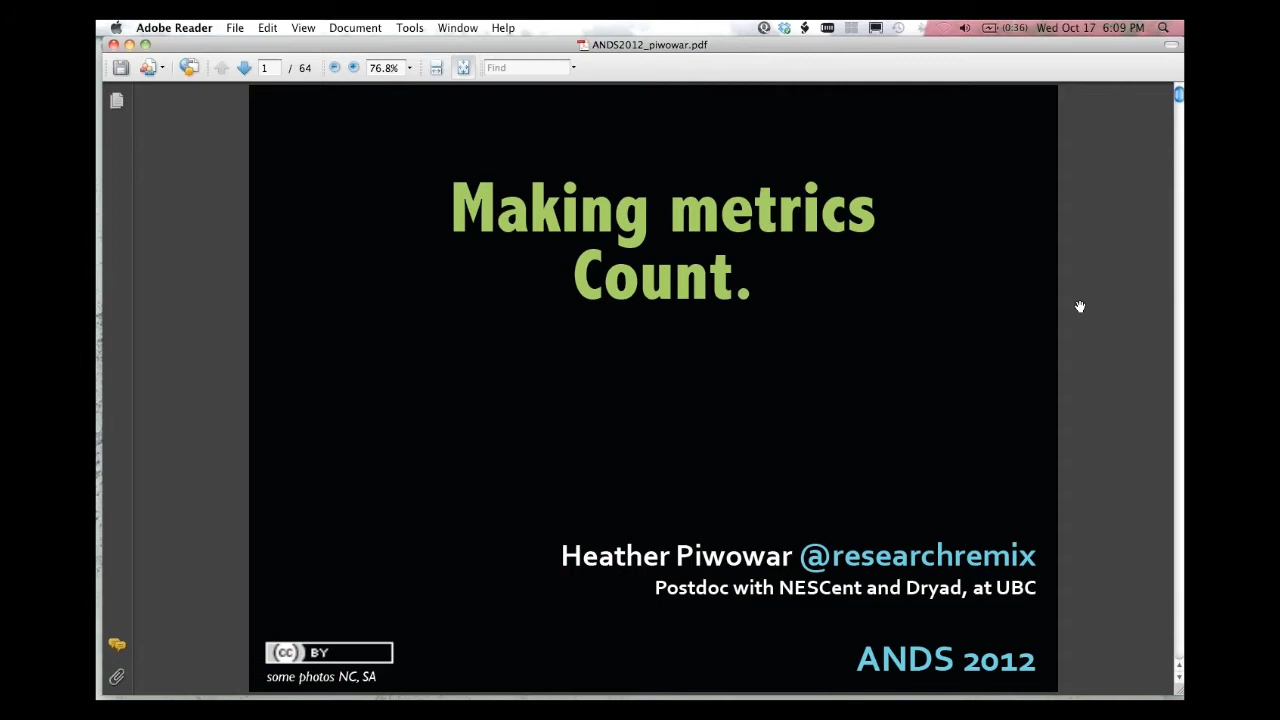 Adobe Reader File Edit View Document Tools Window Help (0:36) Wed Oct 17 6:09 PM
ANDS2012_piwowar.pdf
1 / 64 76.8% Find
Making metrics
Count.
Heather Piwowar @researchremix
Postdoc with NESCent and Dryad, at UBC
cc BY
some photos NC, SA
ANDS 2012